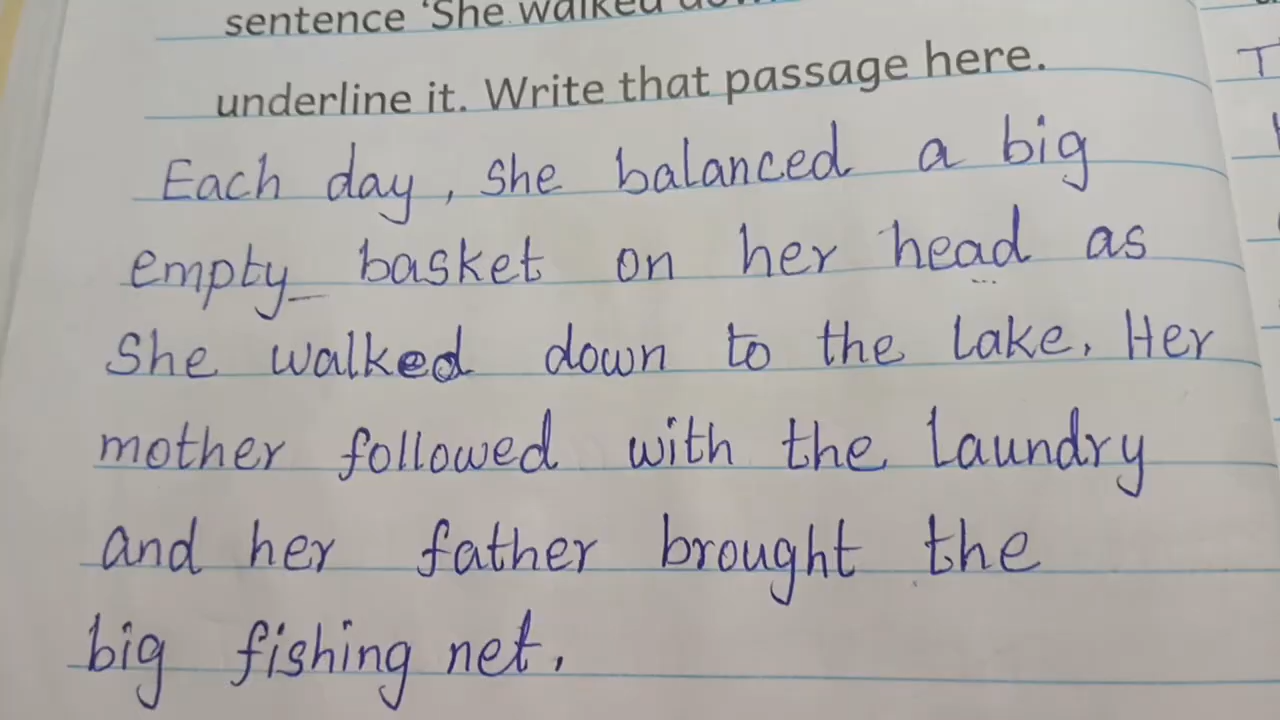 sentence 'She walked
underline it. Write that passage here.
Each day, she balanced a big
empty basket on her head as
She walked down to the lake. Her
mother followed with the laundry
and her father brought the
big fishing net.